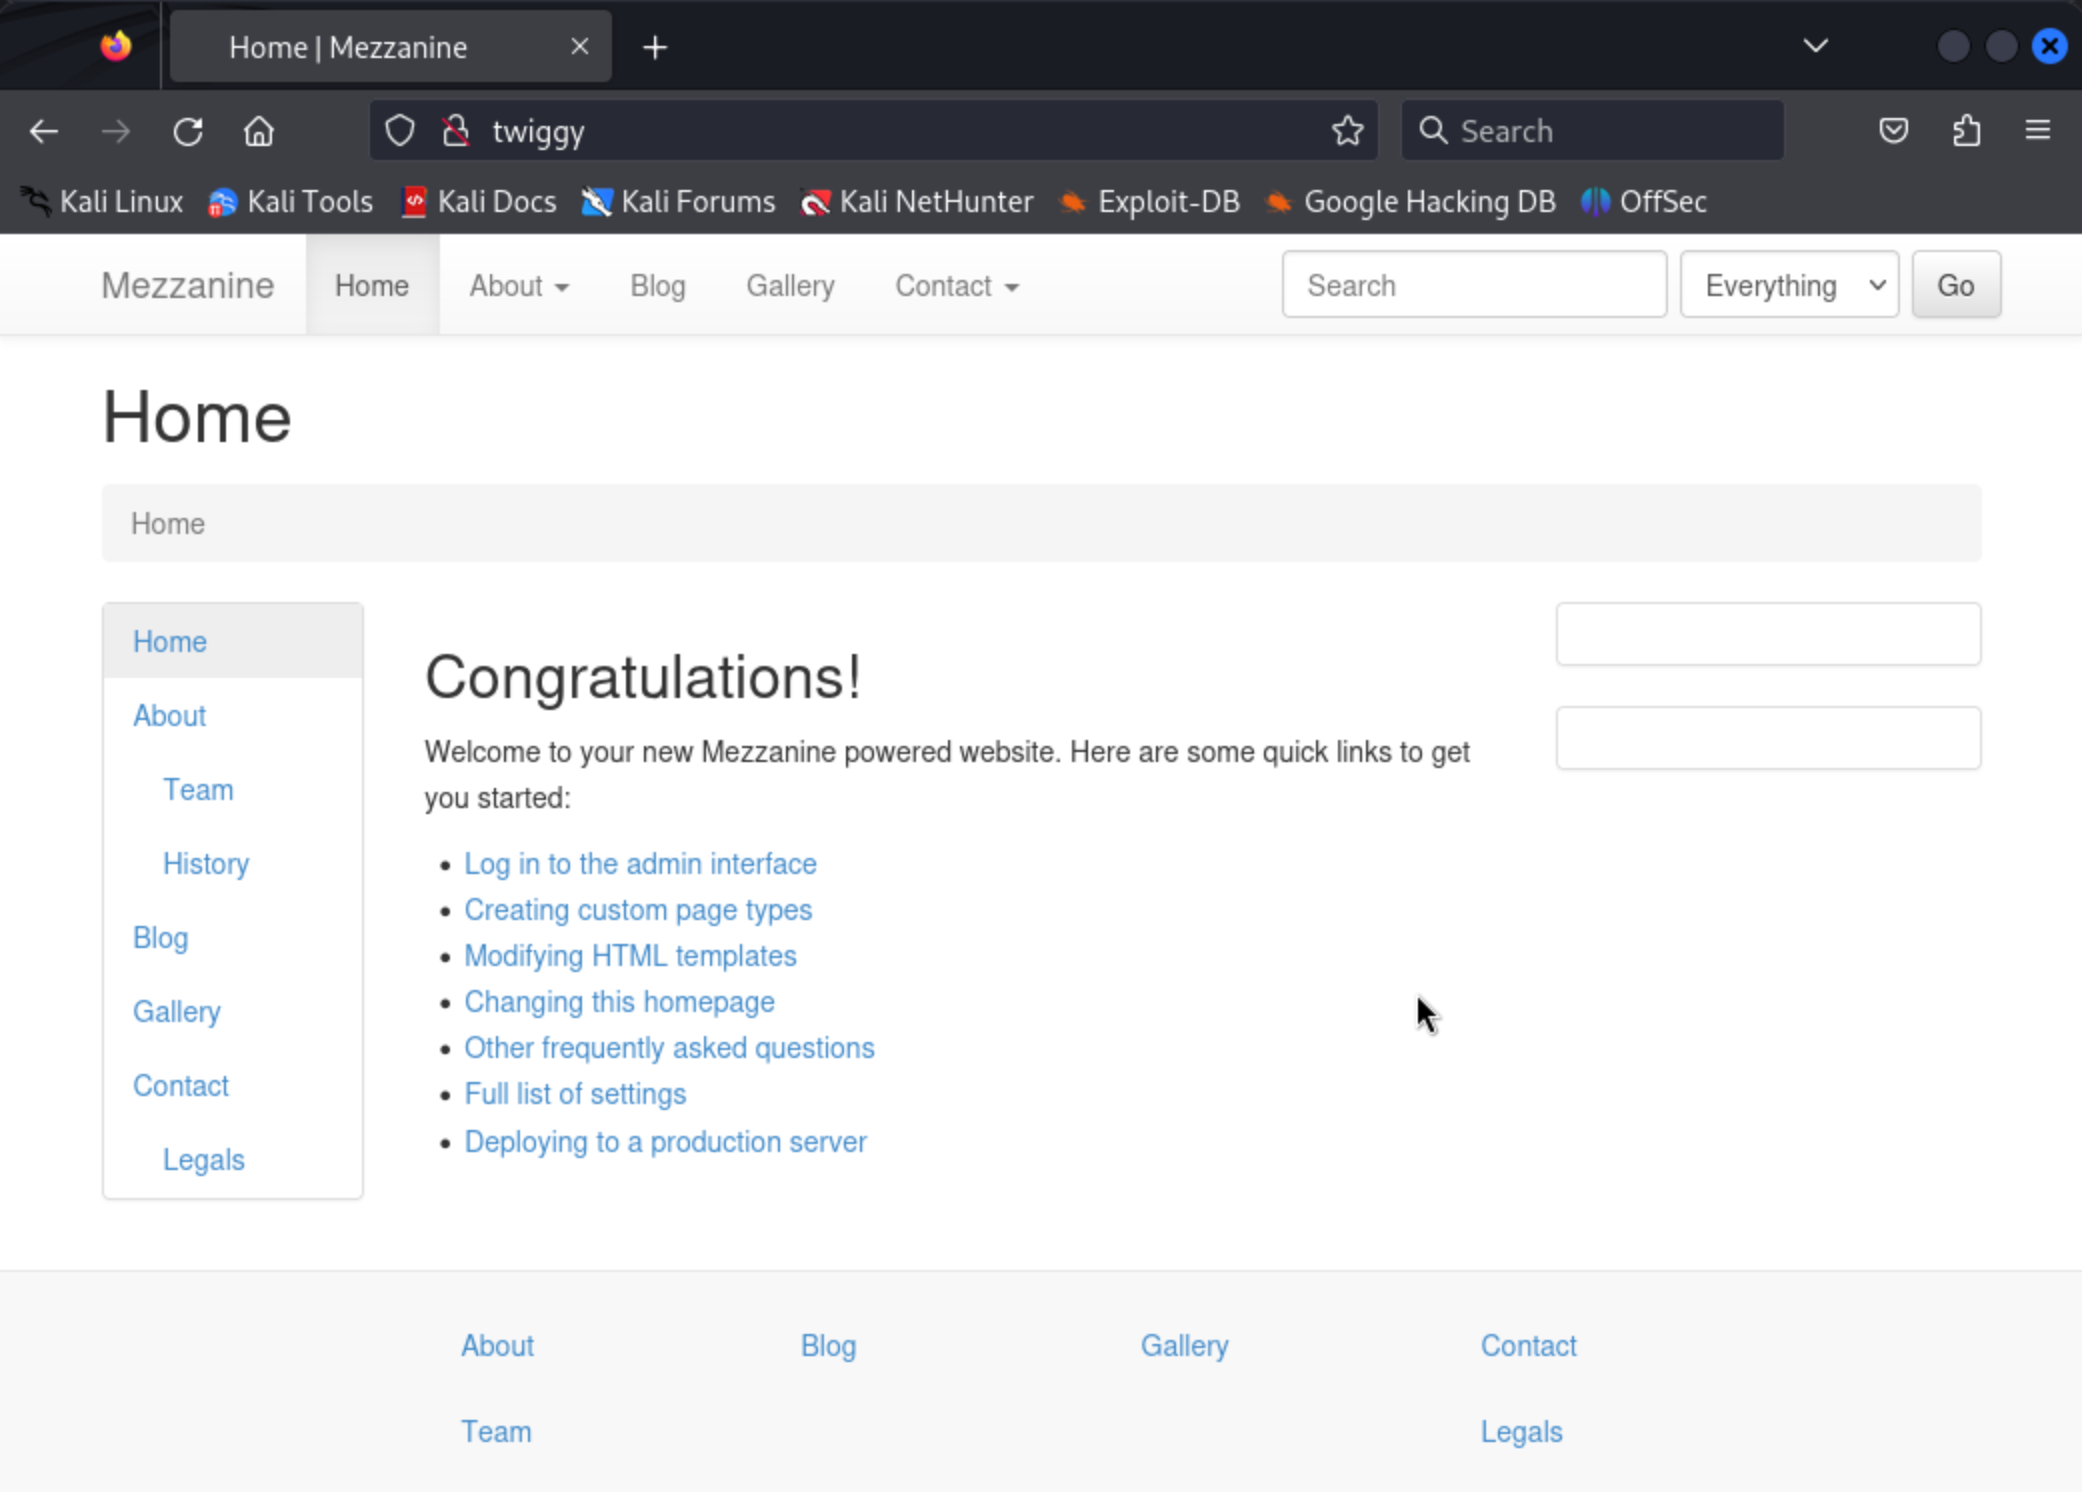 Home | Mezzanine
twiggy
Search
Kali Linux Kali Tools Kali Docs Kali Forums Kali NetHunter Exploit-DB Google Hacking DB OffSec
Mezzanine Home About Blog Gallery Contact Search Everything Go
Home
Home
Home
About
Team
History
Blog
Gallery
Contact
Legals
Congratulations!
Welcome to your new Mezzanine powered website. Here are some quick links to get
you started:
• Log in to the admin interface
• Creating custom page types
• Modifying HTML templates
• Changing this homepage
• Other frequently asked questions
• Full list of settings
• Deploying to a production server
About Blog Gallery Contact
Team Legals